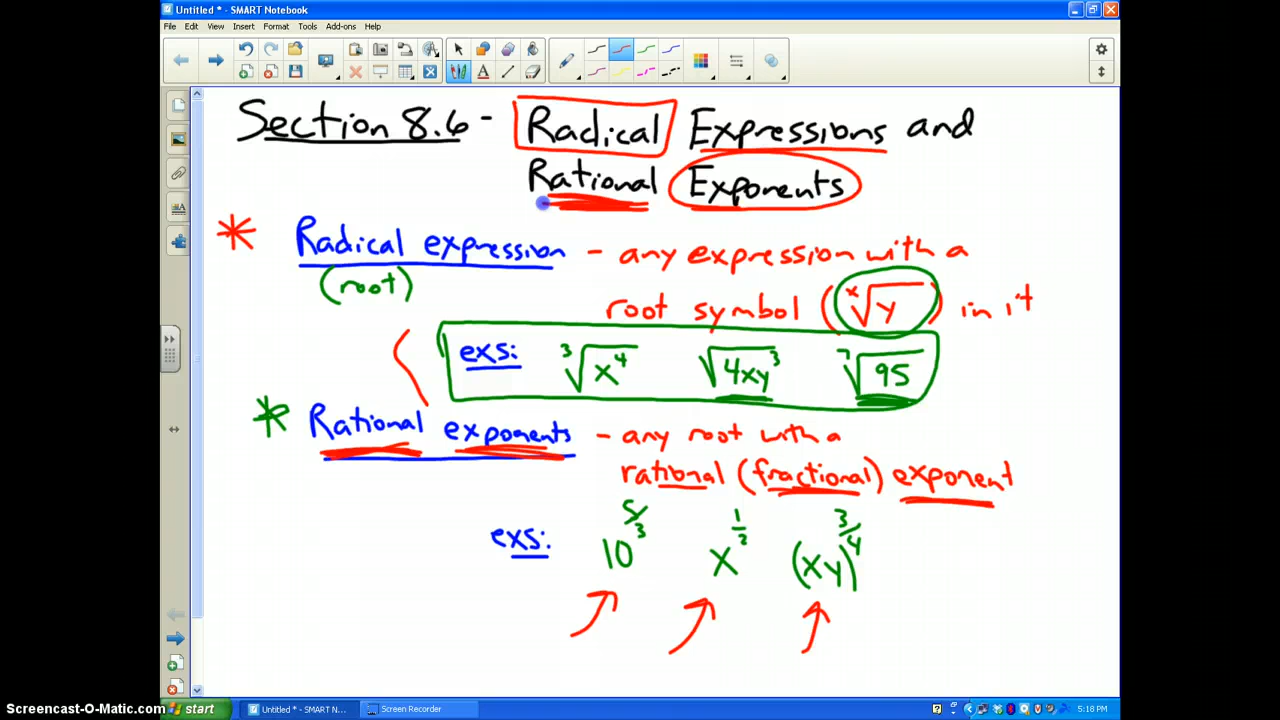 Untitled * - SMART Notebook
File Edit View Insert Format Tools Add-ons Help
Section 8.6 - Radical Expressions and
Rational Exponents
* Radical expression - any expression with a
(root)
root symbol (ˣ√y) in it
exs: ³√x⁴ √4xy³ ⁷√95
* Rational exponents - any root with a
rational (fractional) exponent
exs: 10^5/3 x^1/2 (xy)^3/4
Screencast-O-Matic.com
start Untitled * - SMART N... Screen Recorder 5:18 PM